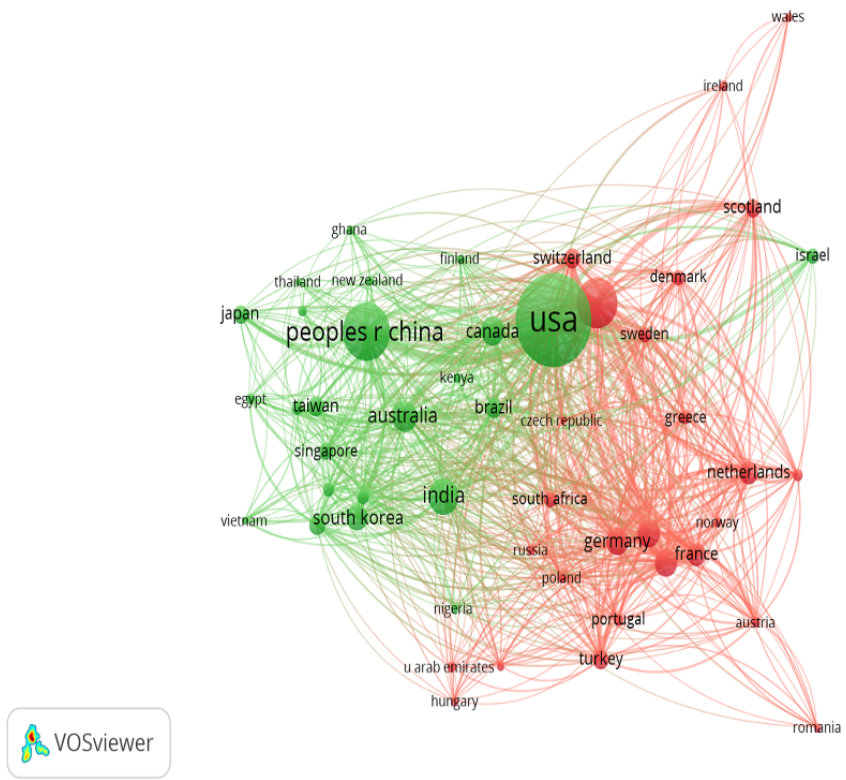 wales
ireland
scotland
ghana
finland
switzerland
israel
thailand
new zealand
denmark
japan
peoples r china
canada
usa
sweden
kenya
egypt
taiwan
australia
brazil
czech republic
greece
singapore
netherlands
india
south africa
vietnam
south korea
norway
germany
russia
france
poland
nigeria
portugal
austria
turkey
u arab emirates
hungary
romania
VOSviewer